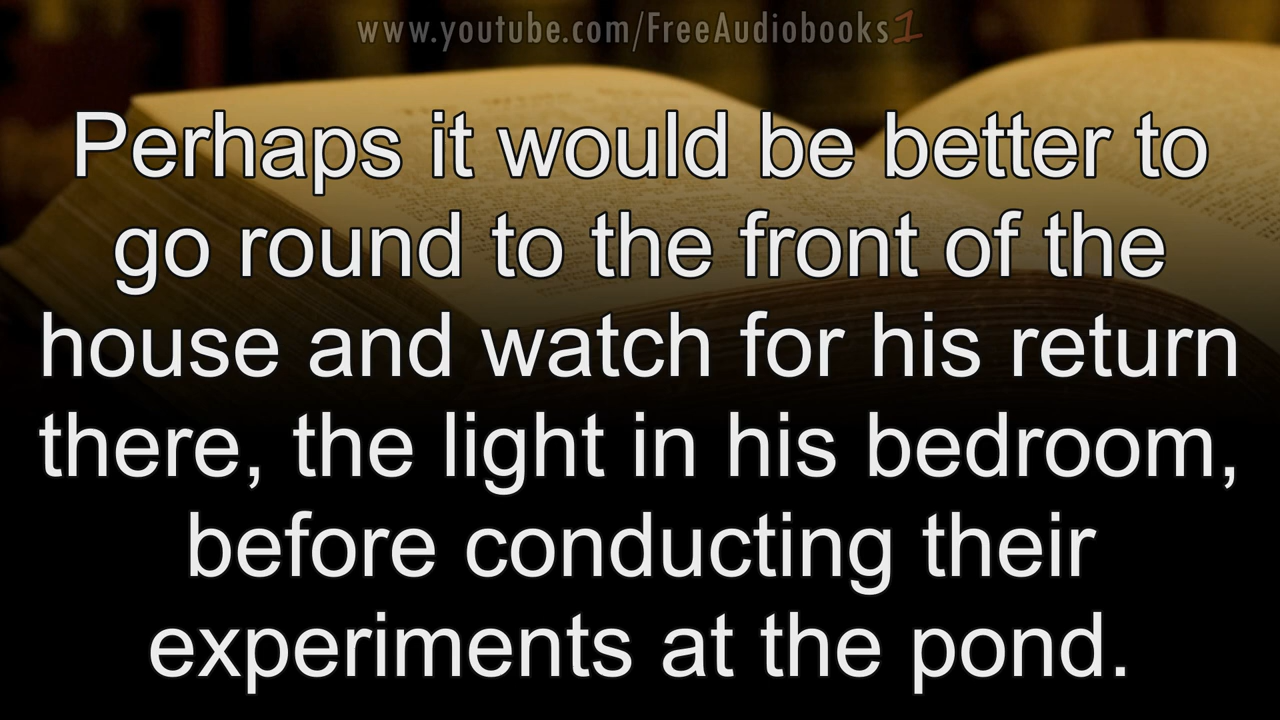 www.youtube.com/FreeAudiobooks1
Perhaps it would be better to
go round to the front of the
house and watch for his return
there, the light in his bedroom,
before conducting their
experiments at the pond.